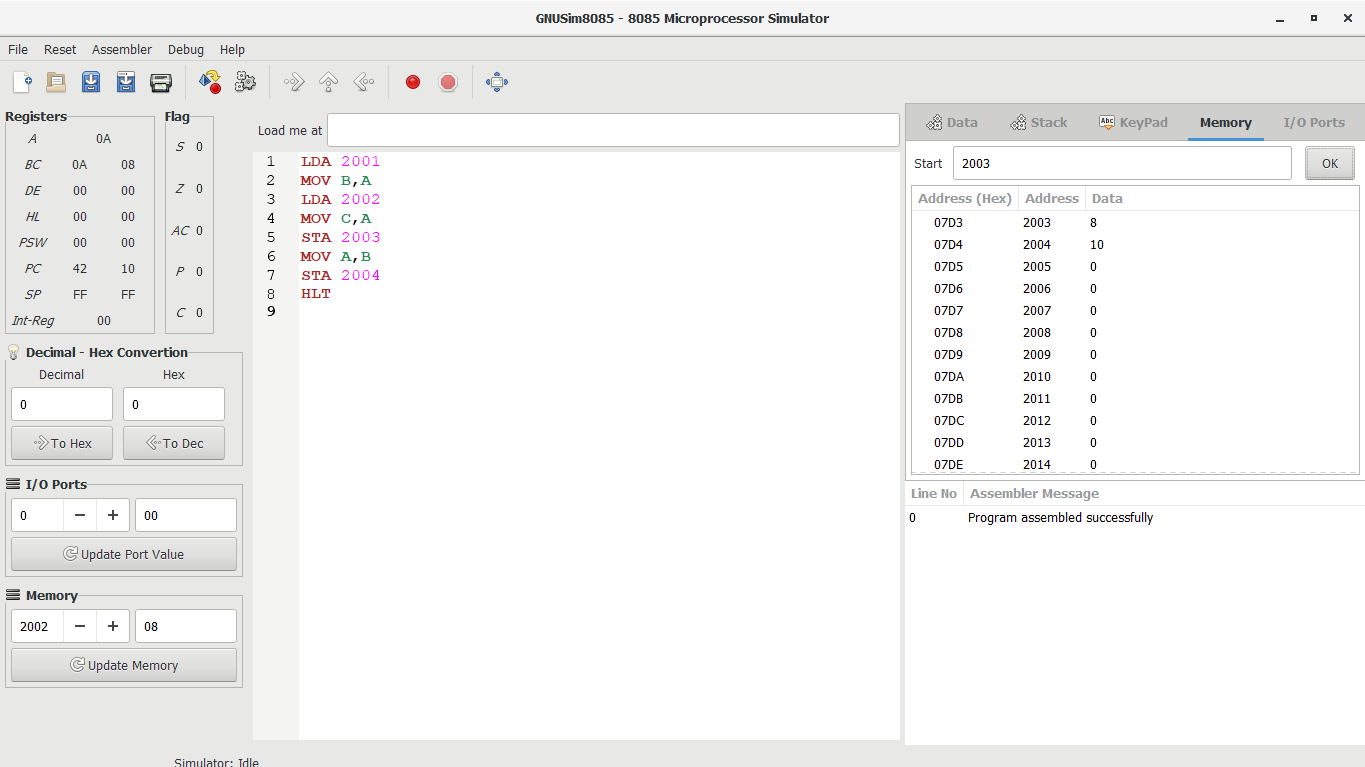 GNUSim8085 - 8085 Microprocessor Simulator
File Reset Assembler Debug Help
Registers
A 0A
BC 0A 08
DE 00 00
HL 00 00
PSW 00 00
PC 42 10
SP FF FF
Int-Reg 00
Flag
S 0
Z 0
AC 0
P 0
C 0
Decimal - Hex Convertion
Decimal Hex
0 0
To Hex To Dec
I/O Ports
0 − + 00
Update Port Value
Memory
2002 − + 08
Update Memory
Load me at
1 LDA 2001
2 MOV B,A
3 LDA 2002
4 MOV C,A
5 STA 2003
6 MOV A,B
7 STA 2004
8 HLT
9
Data Stack Abc KeyPad Memory I/O Ports
Start 2003 OK
Address (Hex) Address Data
07D3 2003 8
07D4 2004 10
07D5 2005 0
07D6 2006 0
07D7 2007 0
07D8 2008 0
07D9 2009 0
07DA 2010 0
07DB 2011 0
07DC 2012 0
07DD 2013 0
07DE 2014 0
Line No Assembler Message
0 Program assembled successfully
Simulator: Idle